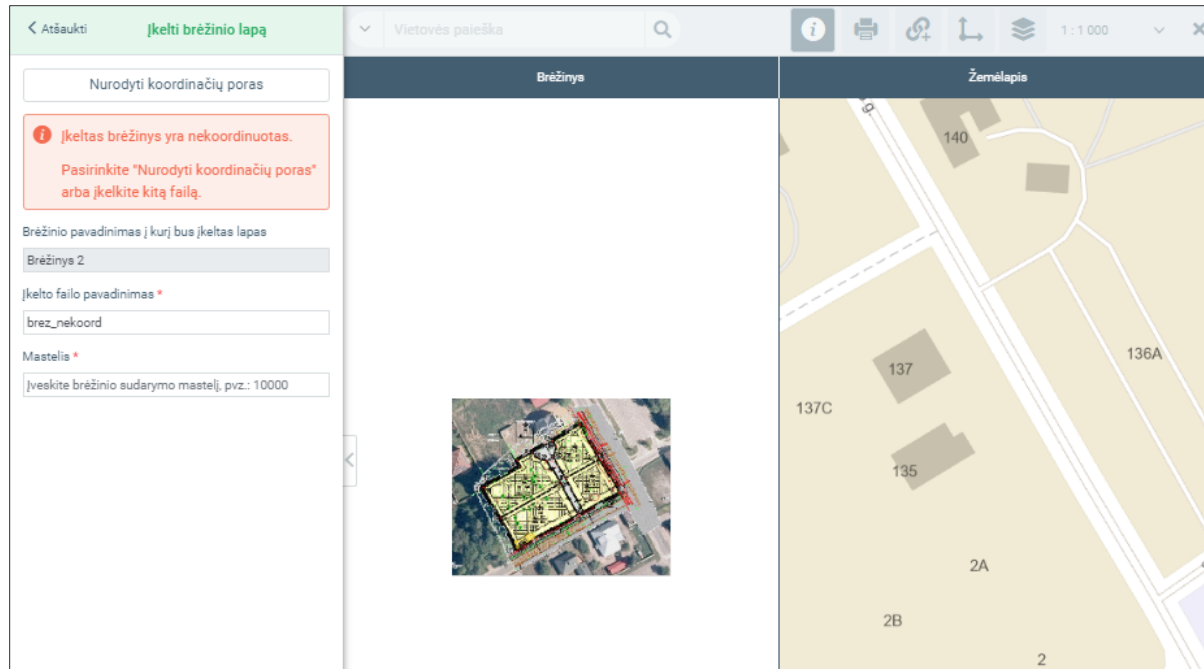 Atšaukti
Įkelti brėžinio lapą
Nurodyti koordinačių poras
Įkeltas brėžinys yra nekoordinuotas.
Pasirinkite "Nurodyti koordinačių poras"
arba įkelkite kitą failą.
Brėžinio pavadinimas į kurį bus įkeltas lapas
Brėžinys 2
Įkelto failo pavadinimas *
brez_nekoord
Mastelis *
Įveskite brėžinio sudarymo mastelį, pvz.: 10000
Vietovės paieška
1 : 1 000
Brėžinys
Žemėlapis
140
137
136A
137C
135
2A
2B
2